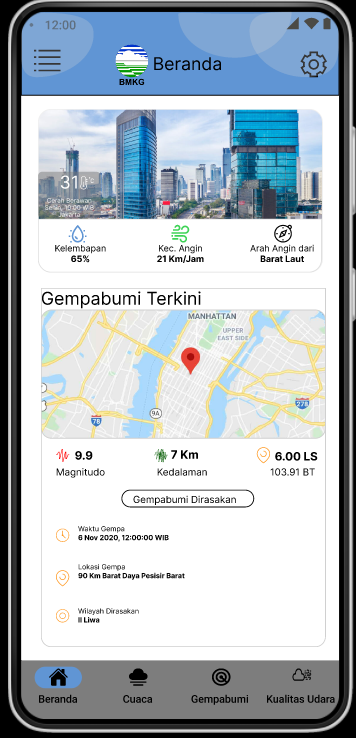 12:00
BMKG
Beranda
31
Cerah Berawan
Selasa, 10:00 WIB
Jakarta
Kelembapan
65%
Kec. Angin
21 Km/Jam
Arah Angin dari
Barat Laut
Gempabumi Terkini
MANHATTAN
UPPER
EAST SIDE
9A
78
278
9.9
Magnitudo
7 Km
Kedalaman
6.00 LS
103.91 BT
Gempabumi Dirasakan
Waktu Gempa
6 Nov 2020, 12:00:00 WIB
Lokasi Gempa
90 Km Barat Daya Pesisir Barat
Wilayah Dirasakan
II Liwa
Beranda
Cuaca
Gempabumi
Kualitas Udara